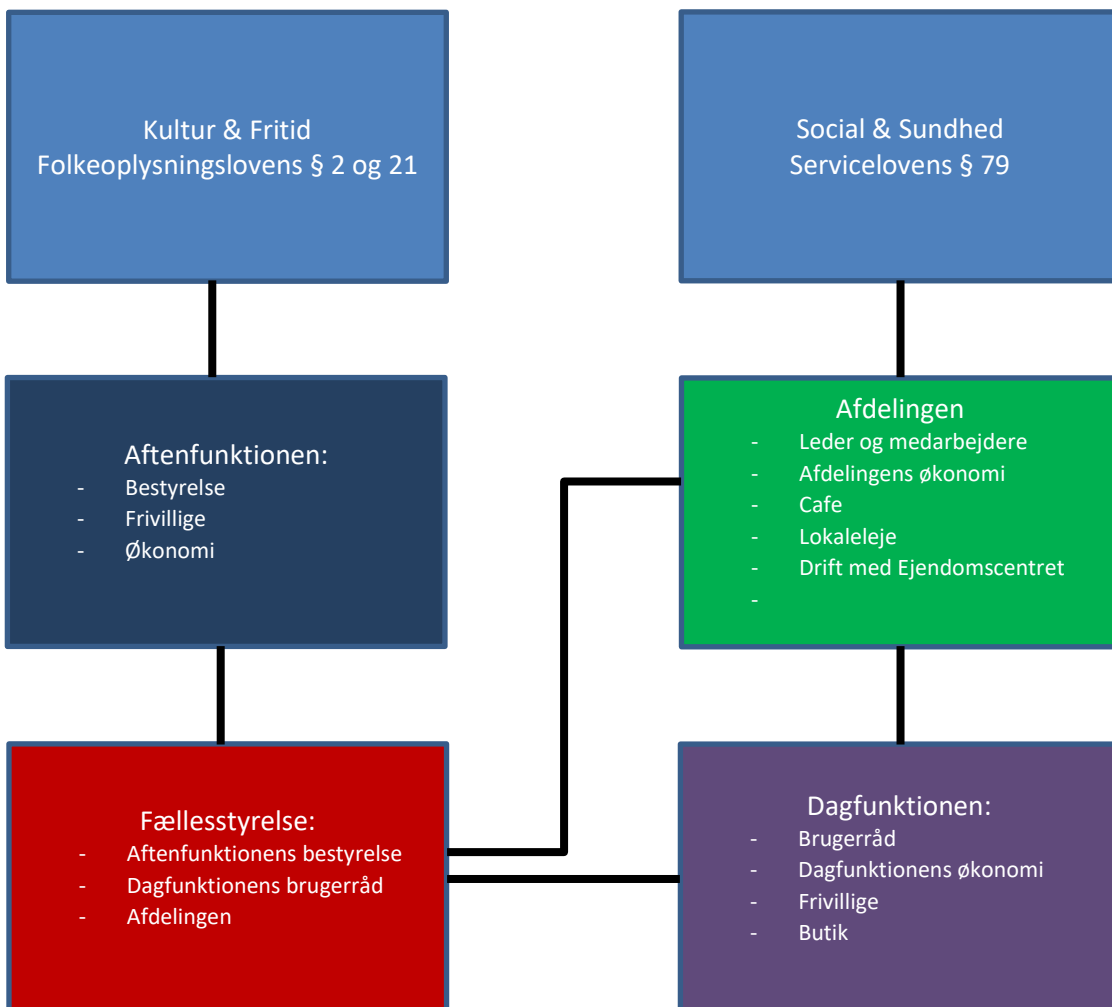 Kultur & Fritid
Folkeoplysningslovens § 2 og 21
Social & Sundhed
Servicelovens § 79
Aftenfunktionen:
- Bestyrelse
- Frivillige
- Økonomi
Afdelingen
- Leder og medarbejdere
- Afdelingens økonomi
- Cafe
- Lokaleleje
- Drift med Ejendomscentret
-
Fællesstyrelse:
- Aftenfunktionens bestyrelse
- Dagfunktionens brugerråd
- Afdelingen
Dagfunktionen:
- Brugerråd
- Dagfunktionens økonomi
- Frivillige
- Butik